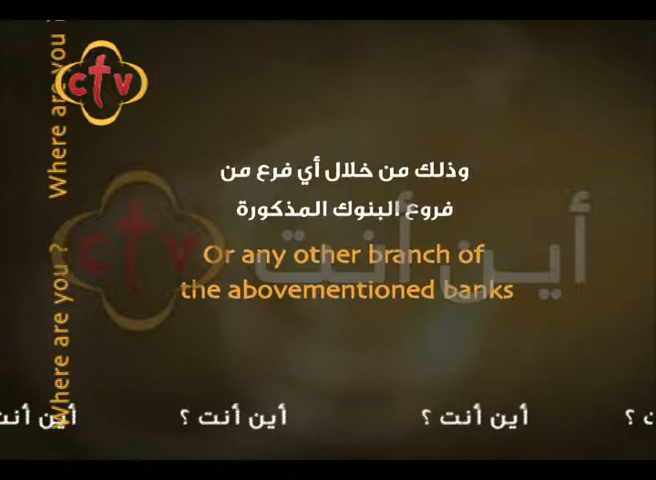 Where are you ?
ctv
وذلك من خلال أي فرع من
فروع البنوك المذكورة
Or any other branch of
the abovementioned banks
ctv
أين أنت
Where are you ?
أين أنت
أين أنت ؟
أين أنت ؟
؟